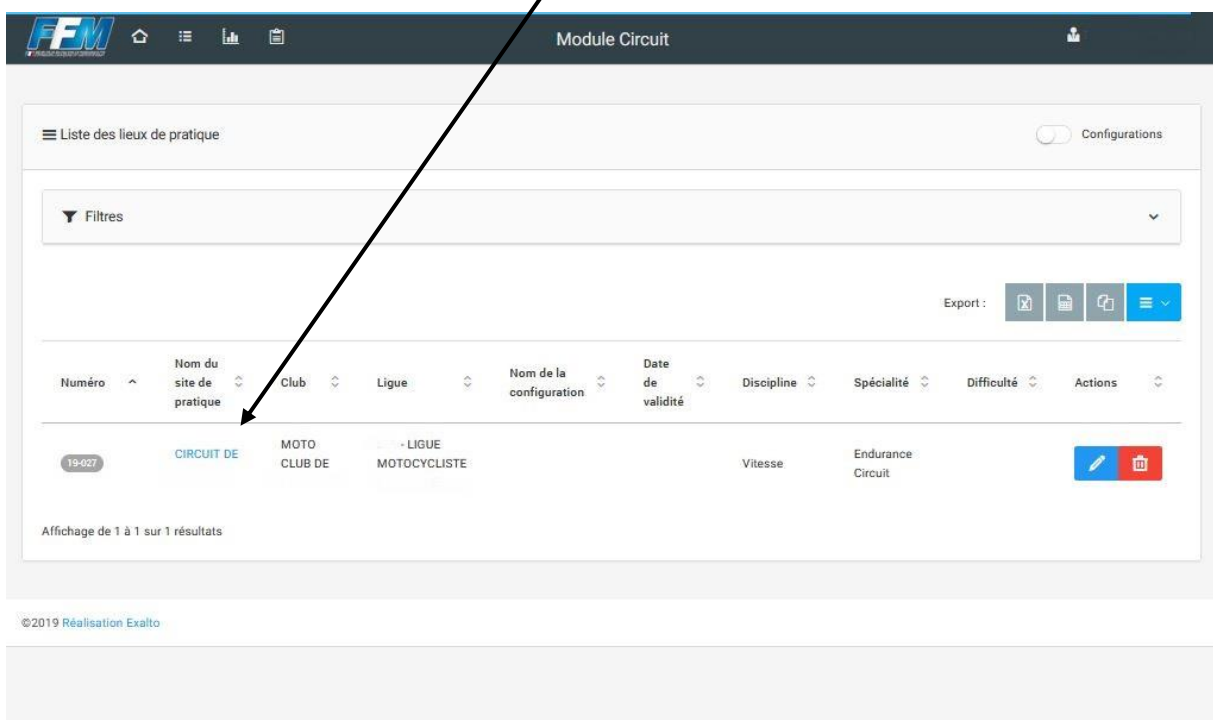 FFM
Module Circuit
Liste des lieux de pratique
Configurations
Filtres
Export :
Numéro
Nom du
site de
pratique
Club
Ligue
Nom de la
configuration
Date
de
validité
Discipline
Spécialité
Difficulté
Actions
19-027
CIRCUIT DE
MOTO
CLUB DE
- LIGUE
MOTOCYCLISTE
Vitesse
Endurance
Circuit
Affichage de 1 à 1 sur 1 résultats
©2019 Réalisation Exalto